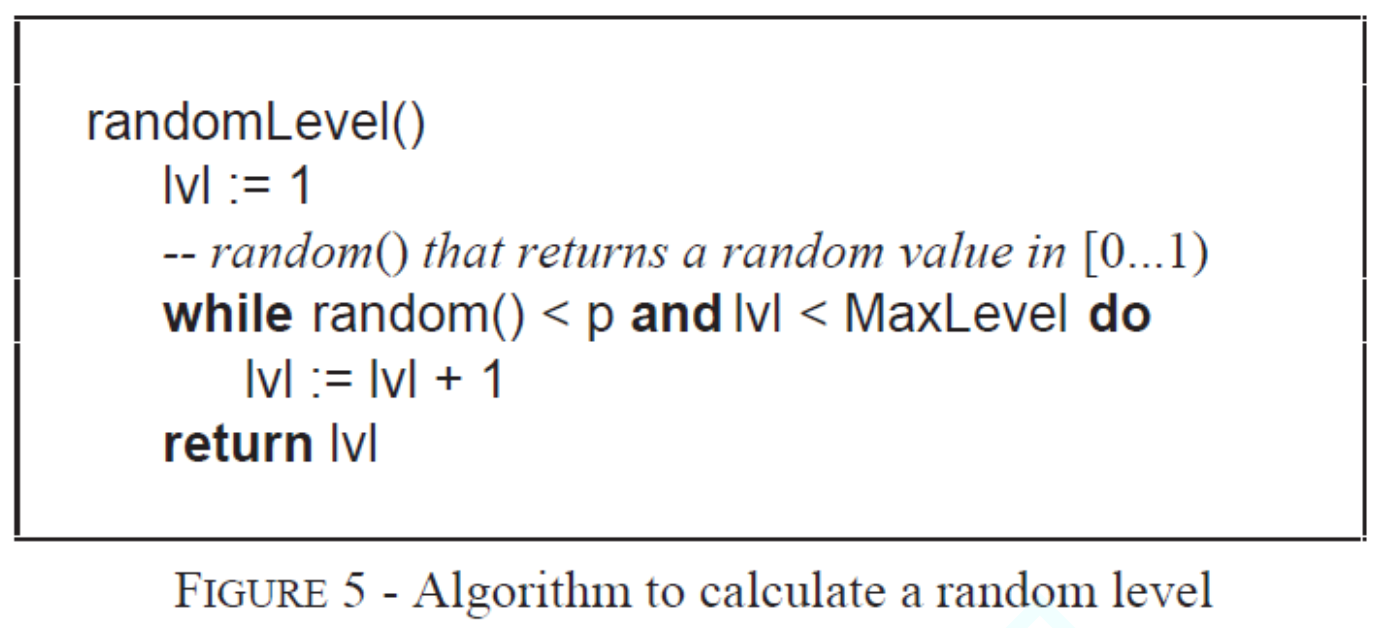 randomLevel()
lvl := 1
-- random() that returns a random value in [0...1)
while random() < p and lvl < MaxLevel do
lvl := lvl + 1
return lvl
FIGURE 5 - Algorithm to calculate a random level